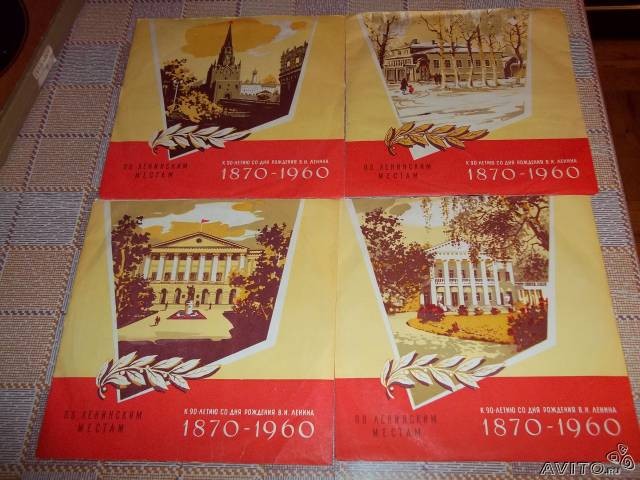 ПО ЛЕНИНСКИМ
МЕСТАМ
К 90-ЛЕТИЮ СО ДНЯ РОЖДЕНИЯ В.И. ЛЕНИНА
1870-1960
ПО ЛЕНИНСКИМ
МЕСТАМ
К 90-ЛЕТИЮ СО ДНЯ РОЖДЕНИЯ В.И. ЛЕНИНА
1870-1960
ПО ЛЕНИНСКИМ
МЕСТАМ
К 90-ЛЕТИЮ СО ДНЯ РОЖДЕНИЯ В.И. ЛЕНИНА
1870-1960
ПО ЛЕНИНСКИМ
МЕСТАМ
К 90-ЛЕТИЮ СО ДНЯ РОЖДЕНИЯ В.И. ЛЕНИНА
1870-1960
AVITO.ru